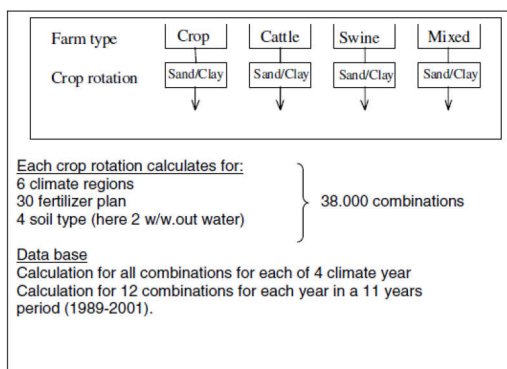 Farm type Crop Cattle Swine Mixed
Crop rotation Sand/Clay Sand/Clay Sand/Clay Sand/Clay
Each crop rotation calculates for:
6 climate regions
30 fertilizer plan
4 soil type (here 2 w/w.out water)
38.000 combinations
Data base
Calculation for all combinations for each of 4 climate year
Calculation for 12 combinations for each year in a 11 years
period (1989-2001).